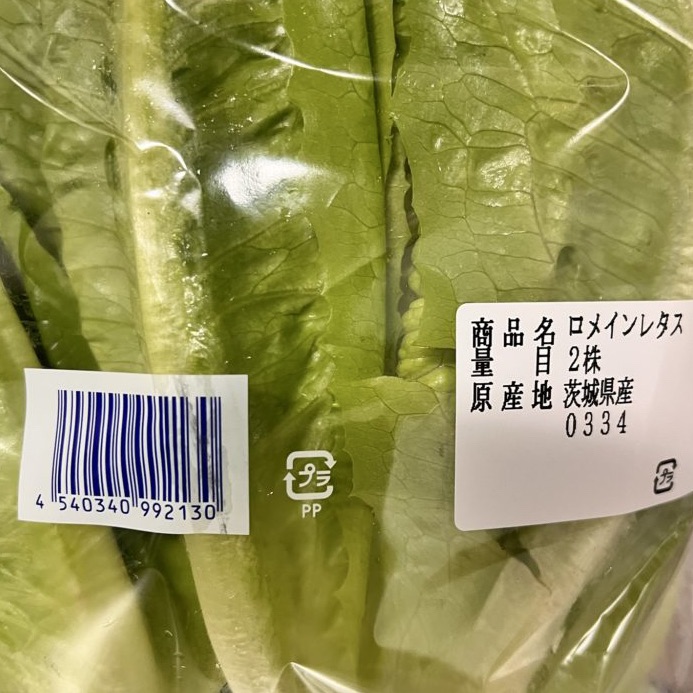 商品名 ロメインレタス
量目 2株
原産地 茨城県産
0334
4 540340 992130
プラ
PP
プラ